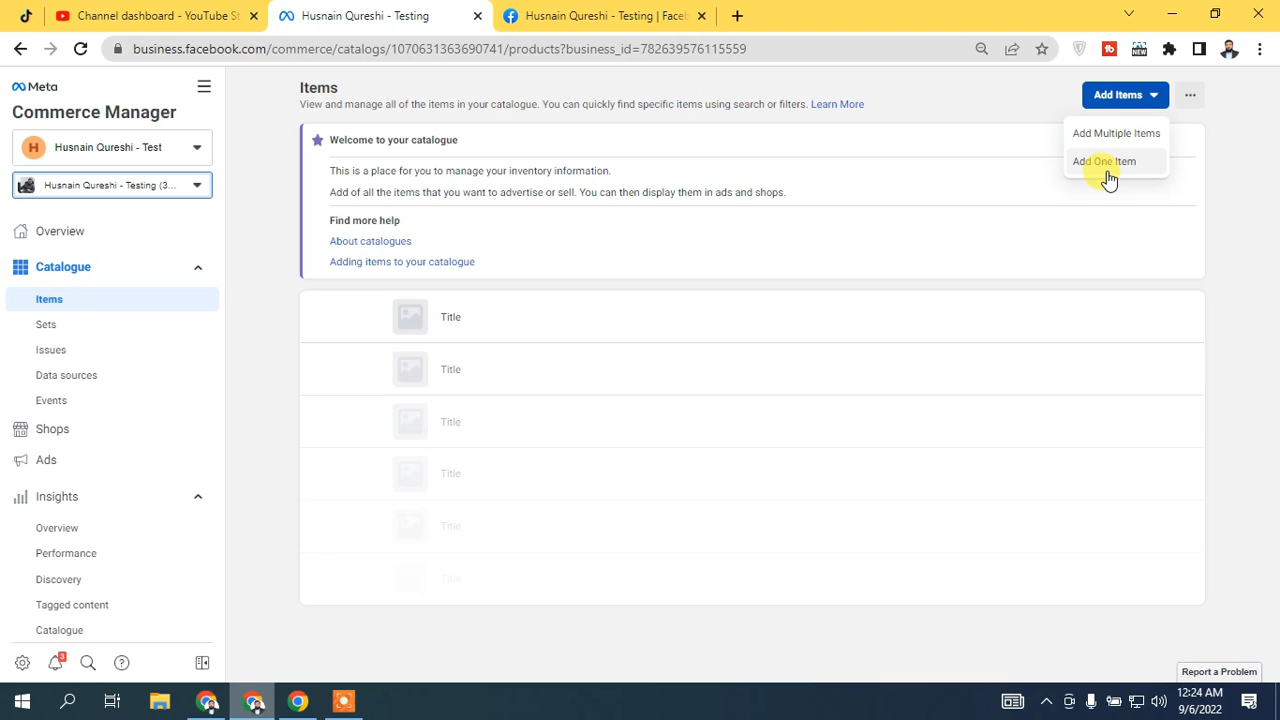 Channel dashboard - YouTube St
Husnain Qureshi - Testing
Husnain Qureshi - Testing | Faceb
business.facebook.com/commerce/catalogs/1070631363690741/products?business_id=782639576115559
NEW
Meta
Commerce Manager
H Husnain Qureshi - Test
Husnain Qureshi - Testing (3...
Overview
Catalogue
Items
Sets
Issues
Data sources
Events
Shops
Ads
Insights
Overview
Performance
Discovery
Tagged content
Catalogue
3
Items
View and manage all of the items in your catalogue. You can quickly find specific items using search or filters. Learn More
Add Items
Add Multiple Items
Add One Item
Welcome to your catalogue
This is a place for you to manage your inventory information.
Add of all the items that you want to advertise or sell. You can then display them in ads and shops.
Find more help
About catalogues
Adding items to your catalogue
Title
Title
Title
Title
Title
Title
Report a Problem
12:24 AM
9/6/2022